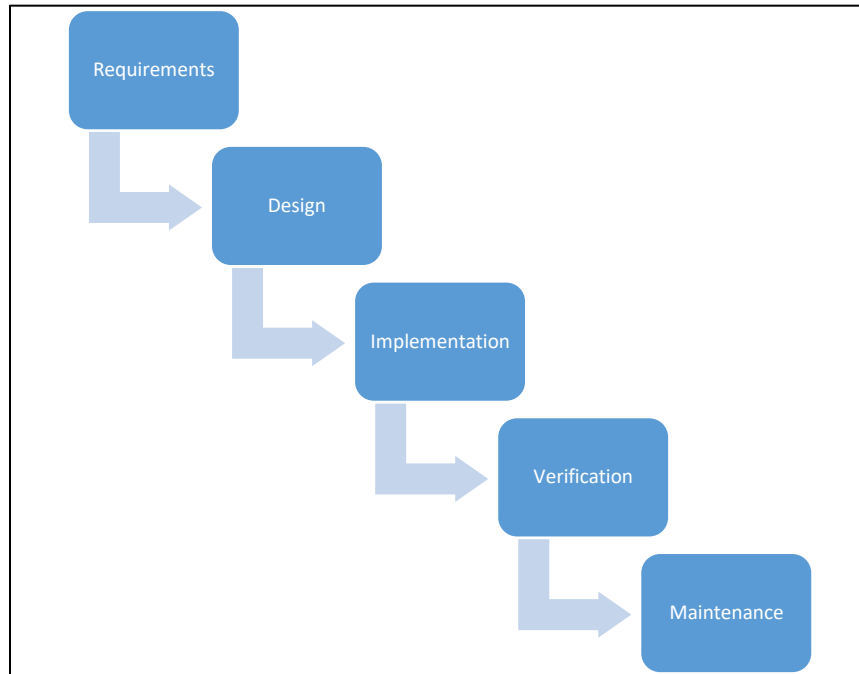 Requirements
Design
Implementation
Verification
Maintenance